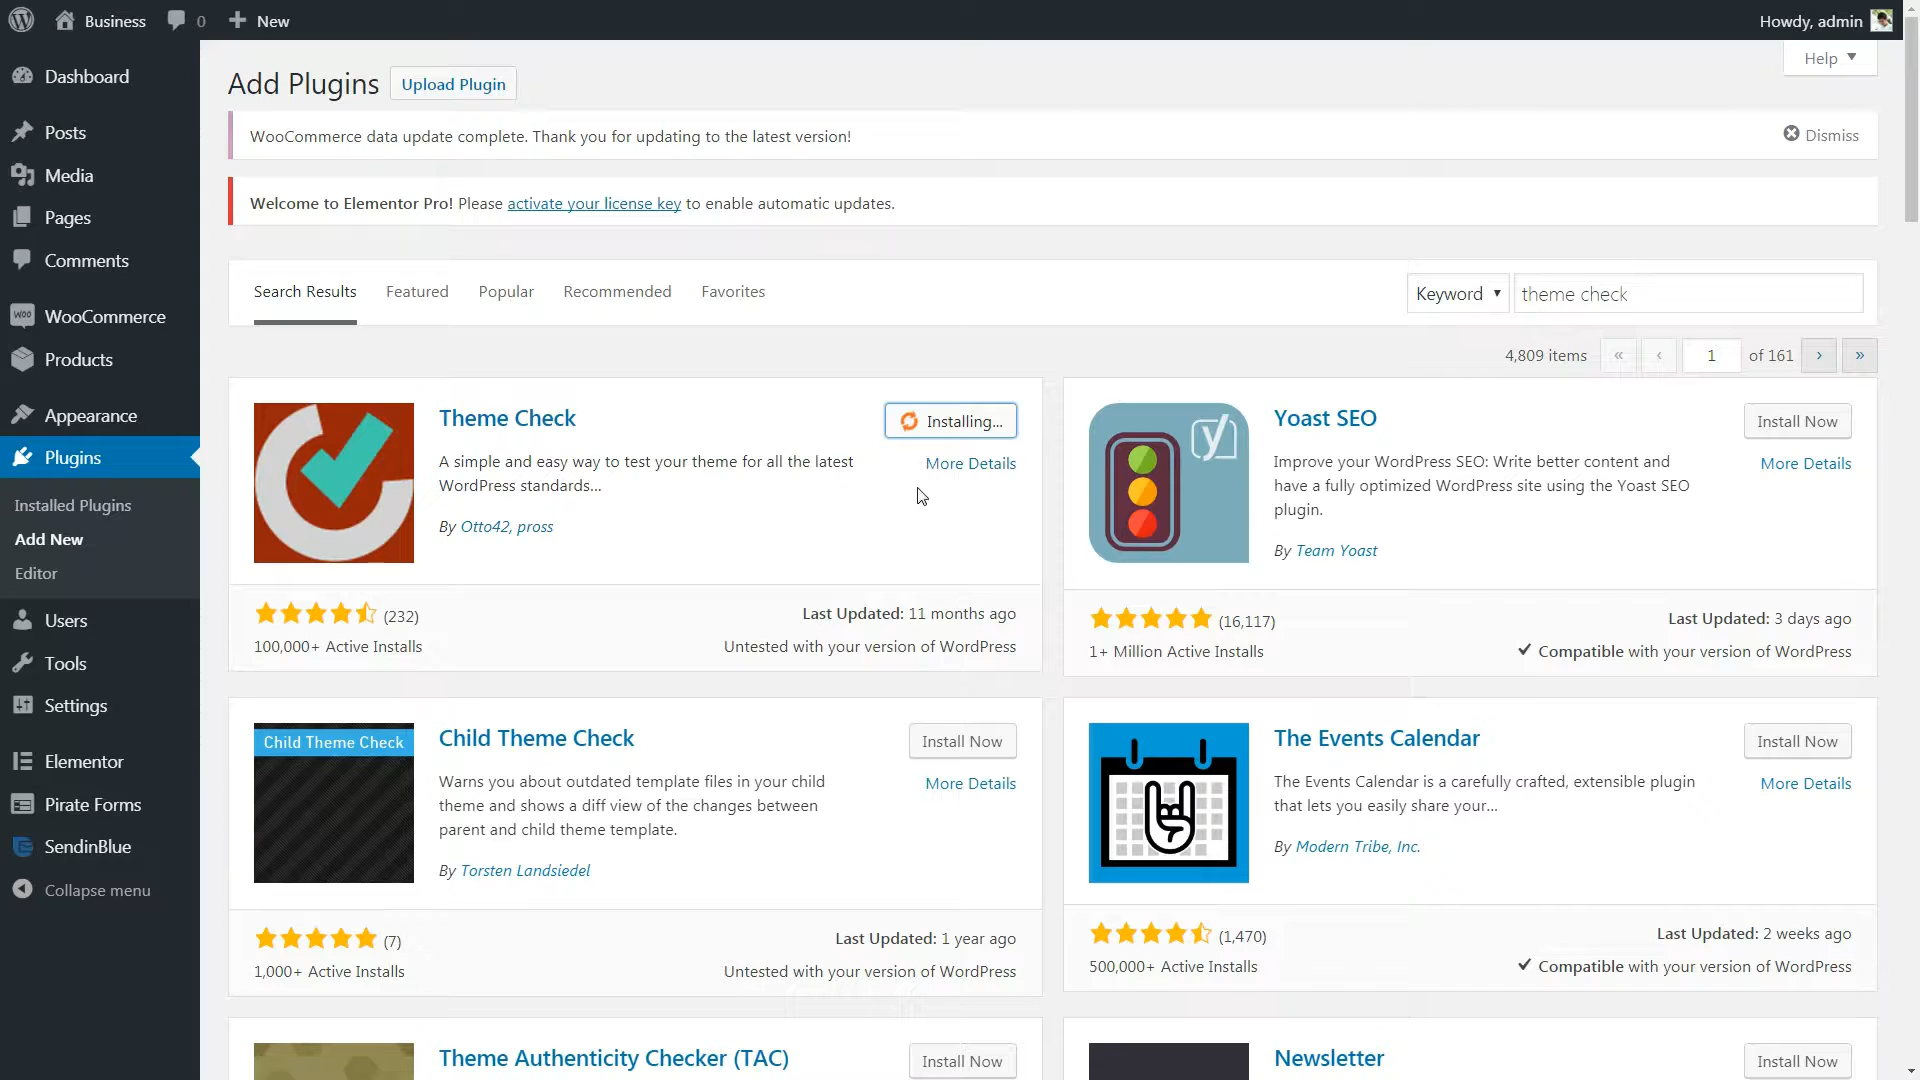 Business
0
New
Howdy, admin
Help
Dashboard
Posts
Media
Pages
Comments
WooCommerce
Products
Appearance
Plugins
Installed Plugins
Add New
Editor
Users
Tools
Settings
Elementor
Pirate Forms
SendinBlue
Collapse menu
Add Plugins
Upload Plugin
WooCommerce data update complete. Thank you for updating to the latest version!
Dismiss
Welcome to Elementor Pro! Please activate your license key to enable automatic updates.
Search Results
Featured
Popular
Recommended
Favorites
Keyword
theme check
4,809 items
«
‹
1
of 161
›
»
Theme Check
Installing...
A simple and easy way to test your theme for all the latest
More Details
WordPress standards...
By Otto42, pross
(232)
Last Updated: 11 months ago
100,000+ Active Installs
Untested with your version of WordPress
Yoast SEO
Install Now
Improve your WordPress SEO: Write better content and
More Details
have a fully optimized WordPress site using the Yoast SEO
plugin.
By Team Yoast
(16,117)
Last Updated: 3 days ago
1+ Million Active Installs
Compatible with your version of WordPress
Child Theme Check
Child Theme Check
Install Now
Warns you about outdated template files in your child
More Details
theme and shows a diff view of the changes between
parent and child theme template.
By Torsten Landsiedel
(7)
Last Updated: 1 year ago
1,000+ Active Installs
Untested with your version of WordPress
The Events Calendar
Install Now
The Events Calendar is a carefully crafted, extensible plugin
More Details
that lets you easily share your...
By Modern Tribe, Inc.
(1,470)
Last Updated: 2 weeks ago
500,000+ Active Installs
Compatible with your version of WordPress
Theme Authenticity Checker (TAC)
Install Now
Newsletter
Install Now